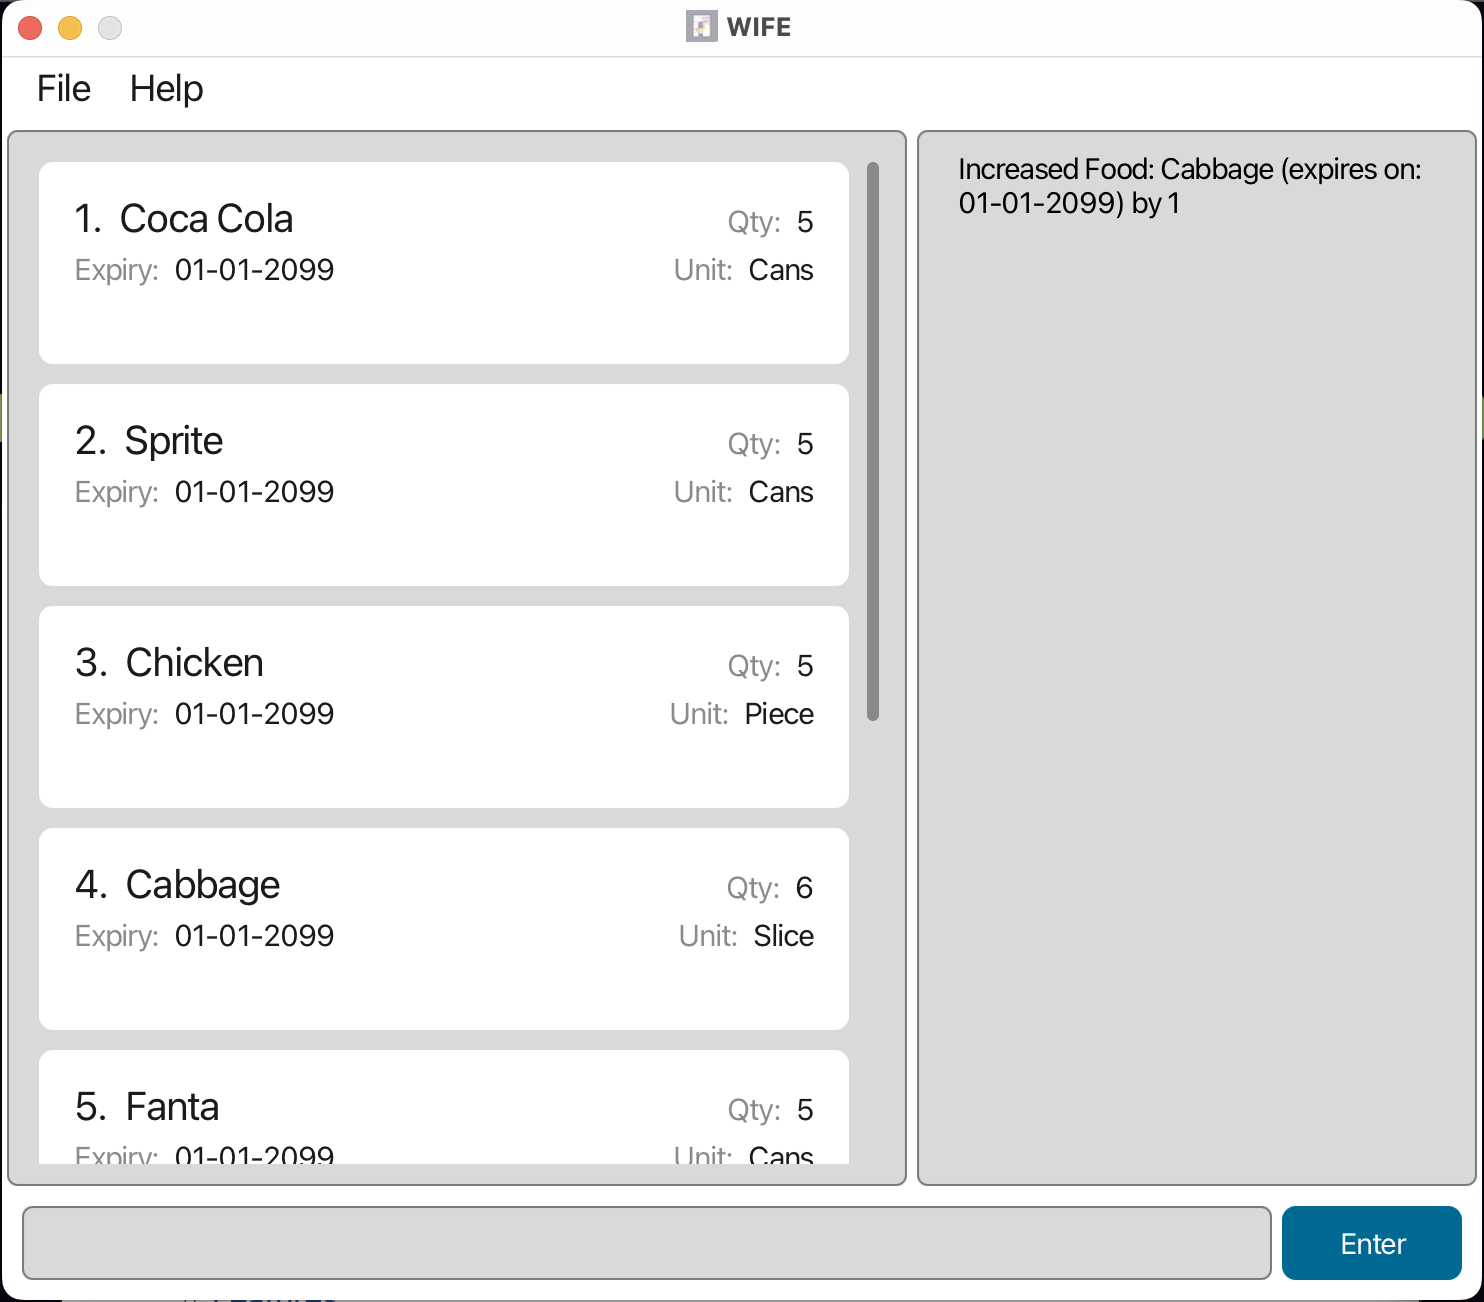 WIFE
File Help
1. Coca Cola Qty: 5
Expiry: 01-01-2099 Unit: Cans
2. Sprite Qty: 5
Expiry: 01-01-2099 Unit: Cans
3. Chicken Qty: 5
Expiry: 01-01-2099 Unit: Piece
4. Cabbage Qty: 6
Expiry: 01-01-2099 Unit: Slice
5. Fanta Qty: 5
Expiry: 01-01-2099 Unit: Cans
Increased Food: Cabbage (expires on:
01-01-2099) by 1
Enter